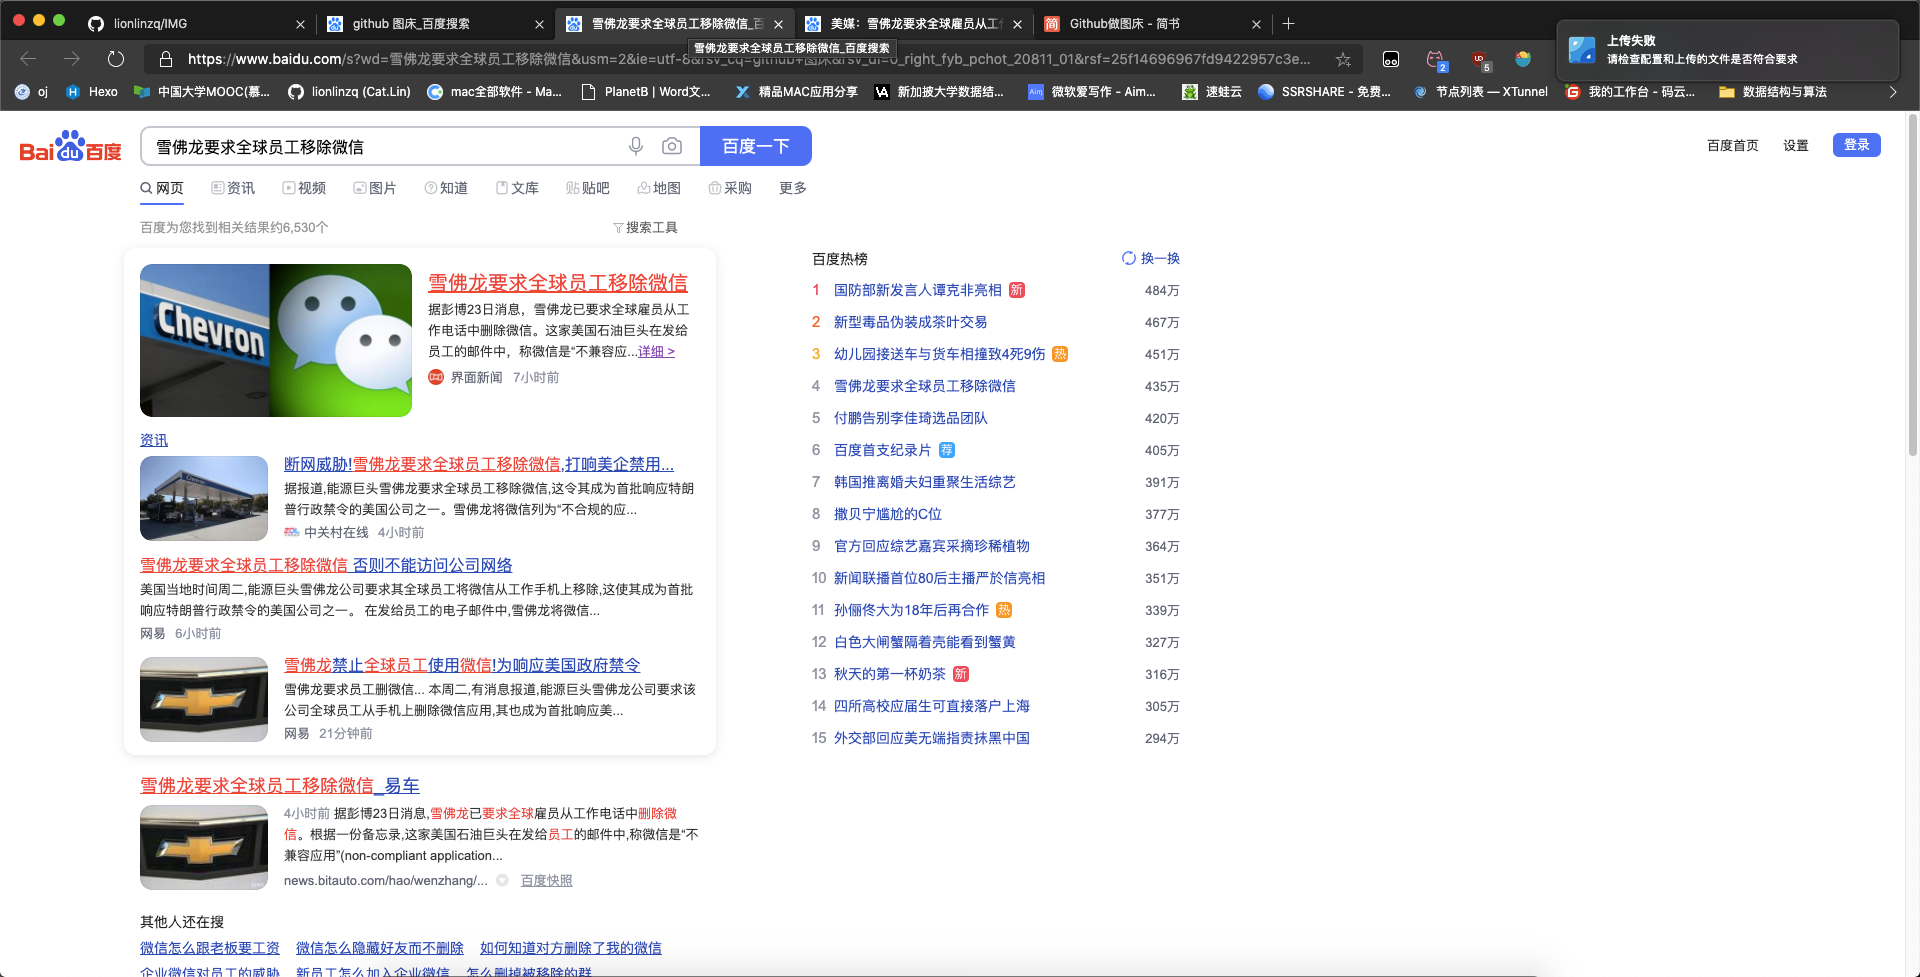 lionlinzq/IMG
github 图床_百度搜索
雪佛龙要求全球员工移除微信_百
美媒：雪佛龙要求全球雇员从工作
Github做图床 - 简书
雪佛龙要求全球员工移除微信_百度搜索
上传失败
请检查配置和上传的文件是否符合要求
https://www.baidu.com/s?wd=雪佛龙要求全球员工移除微信&usm=2&ie=utf-8&rsv_cq=github+图床&rsv_dl=0_right_fyb_pchot_20811_01&rsf=25f14696967fd9422957c3e...
2
5
oj
Hexo
中国大学MOOC(慕...
lionlinzq (Cat.Lin)
mac全部软件 - Ma...
PlanetB | Word文...
精品MAC应用分享
新加披大学数据结...
微软爱写作 - Aim...
速蛙云
SSRSHARE - 免费...
节点列表 — XTunnel
我的工作台 - 码云...
数据结构与算法
Bai du 百度
雪佛龙要求全球员工移除微信
百度一下
百度首页
设置
登录
网页
资讯
视频
图片
知道
文库
贴吧
地图
采购
更多
百度为您找到相关结果约6,530个
搜索工具
Chevron
雪佛龙要求全球员工移除微信
据彭博23日消息，雪佛龙已要求全球雇员从工
作电话中删除微信。这家美国石油巨头在发给
员工的邮件中，称微信是“不兼容应...详细 >
界面新闻 7小时前
资讯
断网威胁!雪佛龙要求全球员工移除微信,打响美企禁用...
据报道,能源巨头雪佛龙要求全球员工移除微信,这令其成为首批响应特朗
普行政禁令的美国公司之一。雪佛龙将微信列为“不合规的应...
中关村在线 4小时前
雪佛龙要求全球员工移除微信 否则不能访问公司网络
美国当地时间周二,能源巨头雪佛龙公司要求其全球员工将微信从工作手机上移除,这使其成为首批
响应特朗普行政禁令的美国公司之一。 在发给员工的电子邮件中,雪佛龙将微信...
网易 6小时前
雪佛龙禁止全球员工使用微信!为响应美国政府禁令
雪佛龙要求员工删微信... 本周二,有消息报道,能源巨头雪佛龙公司要求该
公司全球员工从手机上删除微信应用,其也成为首批响应美...
网易 21分钟前
雪佛龙要求全球员工移除微信_易车
4小时前 据彭博23日消息,雪佛龙已要求全球雇员从工作电话中删除微
信。根据一份备忘录,这家美国石油巨头在发给员工的邮件中,称微信是“不
兼容应用”(non-compliant application...
news.bitauto.com/hao/wenzhang/...
百度快照
其他人还在搜
微信怎么跟老板要工资
微信怎么隐藏好友而不删除
如何知道对方删除了我的微信
企业微信对员工的威胁
新员工怎么加入企业微信
怎么删掉被移除的群
百度热榜
换一换
1 国防部新发言人谭克非亮相 新 484万
2 新型毒品伪装成茶叶交易 467万
3 幼儿园接送车与货车相撞致4死9伤 热 451万
4 雪佛龙要求全球员工移除微信 435万
5 付鹏告别李佳琦选品团队 420万
6 百度首支纪录片 荐 405万
7 韩国推离婚夫妇重聚生活综艺 391万
8 撒贝宁尴尬的C位 377万
9 官方回应综艺嘉宾采摘珍稀植物 364万
10 新闻联播首位80后主播严於信亮相 351万
11 孙俪佟大为18年后再合作 热 339万
12 白色大闸蟹隔着壳能看到蟹黄 327万
13 秋天的第一杯奶茶 新 316万
14 四所高校应届生可直接落户上海 305万
15 外交部回应美无端指责抹黑中国 294万